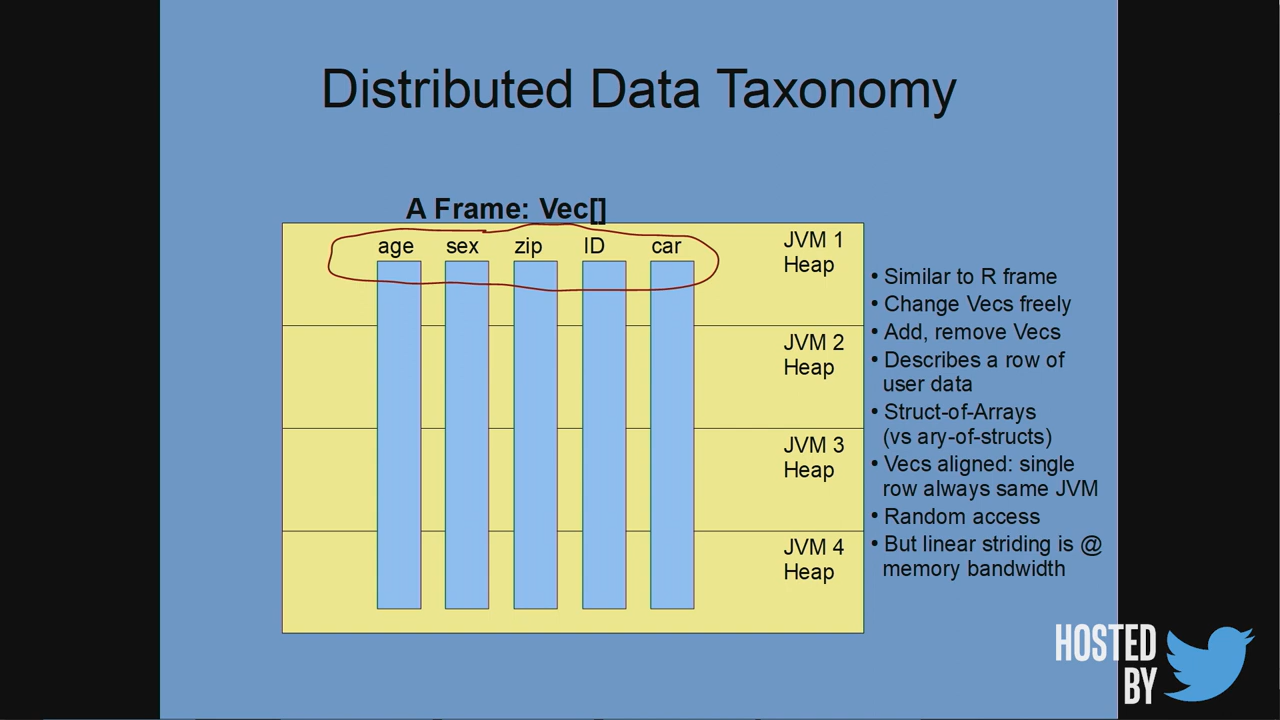 Distributed Data Taxonomy
A Frame: Vec[]
age sex zip ID car
JVM 1
Heap
JVM 2
Heap
JVM 3
Heap
JVM 4
Heap
• Similar to R frame
• Change Vecs freely
• Add, remove Vecs
• Describes a row of
user data
• Struct-of-Arrays
(vs ary-of-structs)
• Vecs aligned: single
row always same JVM
• Random access
• But linear striding is @
memory bandwidth
HOSTED
BY